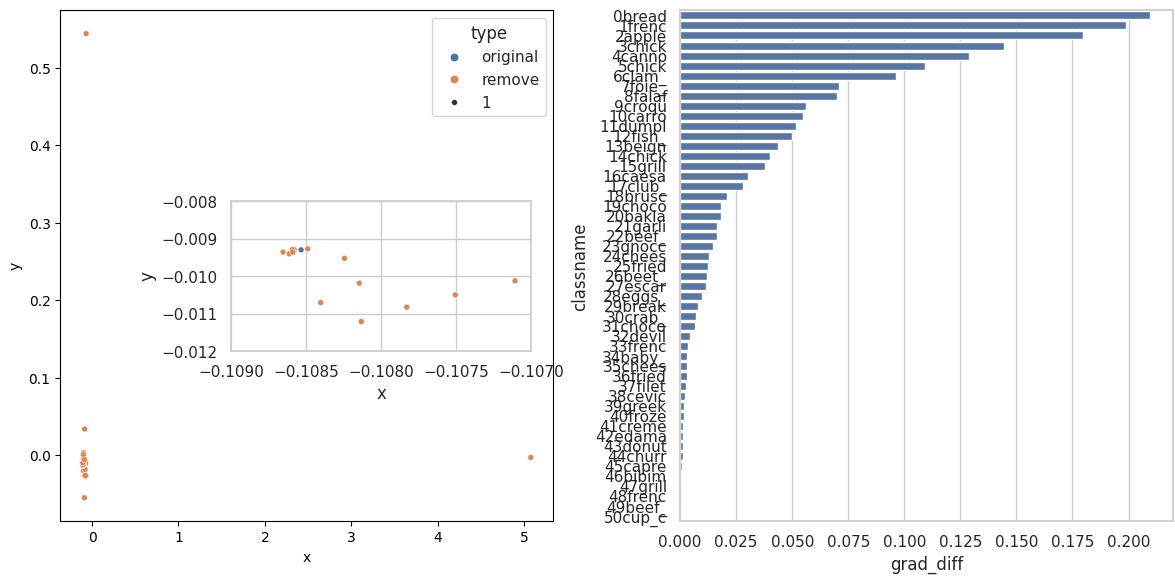 type
original
remove
1
y
0.5
0.4
0.3
0.2
0.1
0.0
0
1
2
3
4
5
x
y
−0.008
−0.009
−0.010
−0.011
−0.012
−0.1090
−0.1085
−0.1080
−0.1075
−0.1070
x
classname
0bread
1frenc
2apple
3chick
4canno
5chick
6clam_
7foie_
8falaf
9croqu
10carro
11dumpl
12fish_
13beign
14chick
15grill
16caesa
17club_
18brusc
19choco
20bakla
21garli
22beef_
23gnocc
24chees
25fried
26beet_
27escar
28eggs_
29break
30crab_
31choco
32devil
33frenc
34baby_
35chees
36fried
37filet
38cevic
39greek
40froze
41creme
42edama
43donut
44churr
45capre
46bibim
47grill
48frenc
49beef_
50cup_c
0.000
0.025
0.050
0.075
0.100
0.125
0.150
0.175
0.200
grad_diff